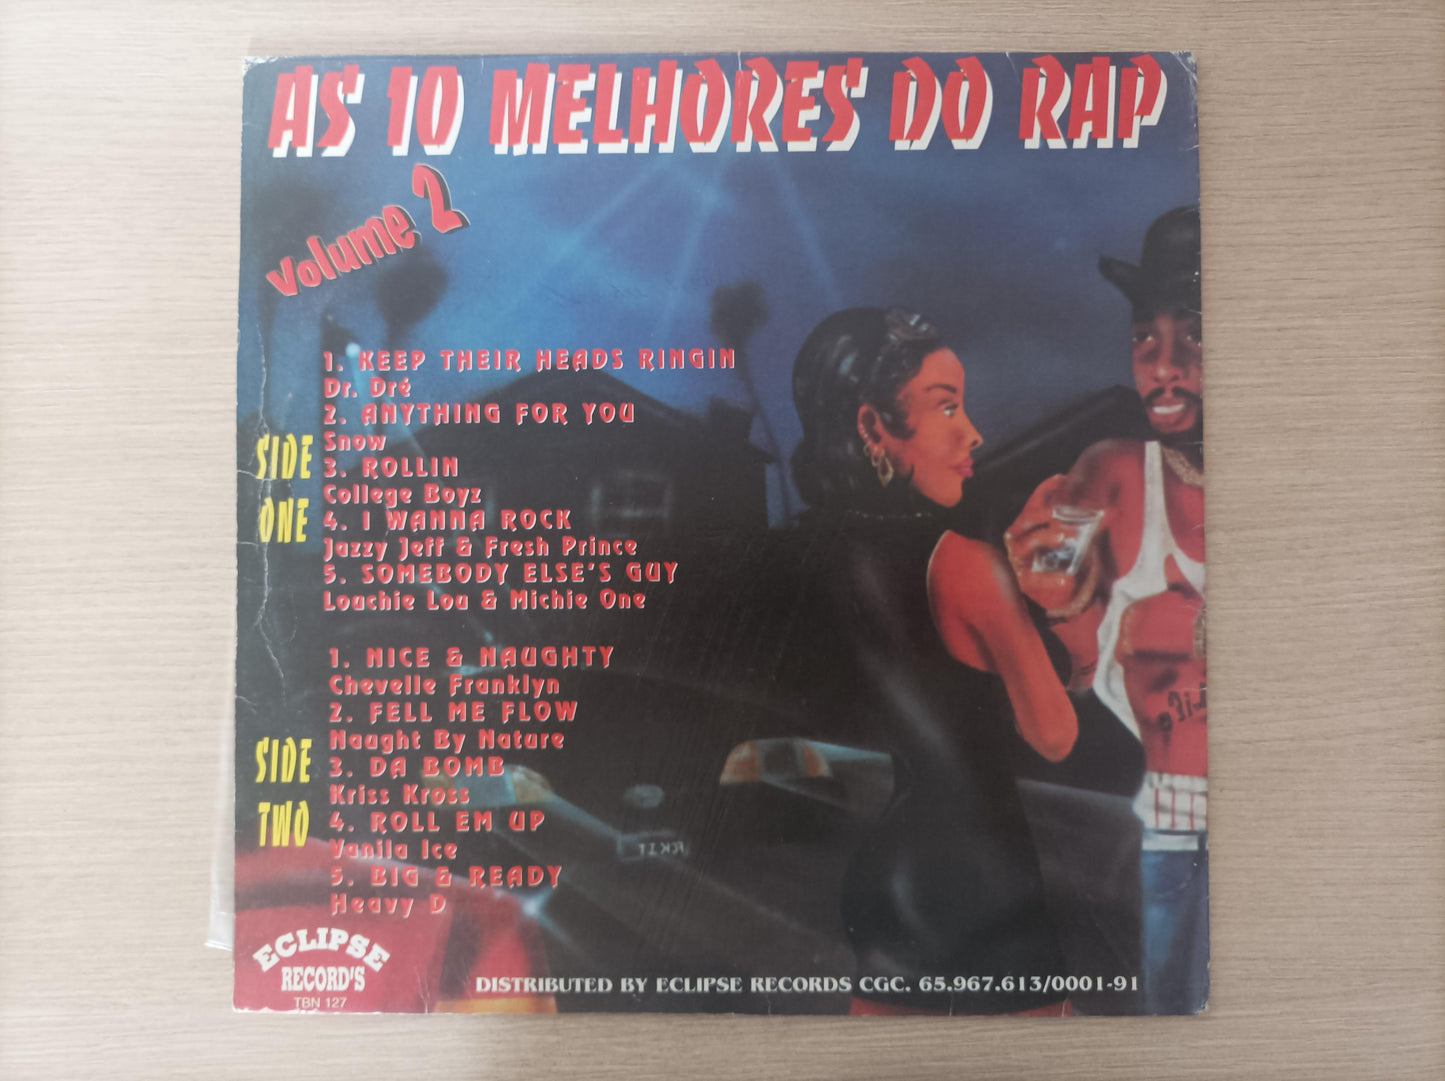 AS 10 MELHORES DO RAP
Volume 2
SIDE ONE
1. KEEP THEIR HEADS RINGIN
Dr. Dré
2. ANYTHING FOR YOU
Snow
3. ROLLIN
College Boyz
4. I WANNA ROCK
Jazzy Jeff & Fresh Prince
5. SOMEBODY ELSE'S GUY
Louchie Lou & Michie One
SIDE TWO
1. NICE & NAUGHTY
Chevelle Franklyn
2. FELL ME FLOW
Naught By Nature
3. DA BOMB
Kriss Kross
4. ROLL EM UP
Vanila Ice
5. BIG & READY
Heavy D
ECLIPSE
RECORD'S
TBN 127
DISTRIBUTED BY ECLIPSE RECORDS CGC. 65.967.613/0001-91